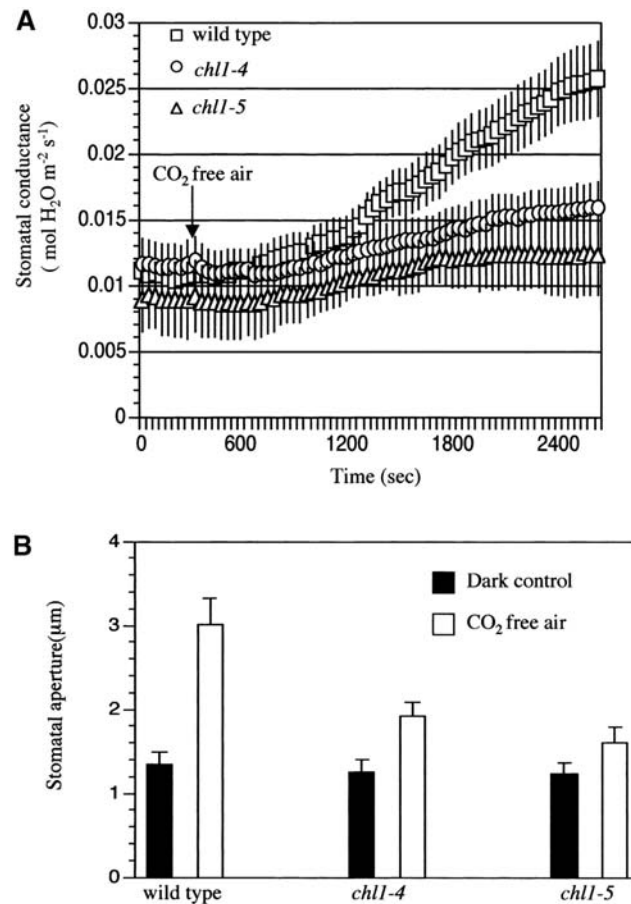 A
0.03
0.025
0.02
0.015
0.01
0.005
0
Stomatal conductance
( mol H₂O m⁻² s⁻¹)
wild type
chl1-4
chl1-5
CO₂ free air
0 600 1200 1800 2400
Time (sec)
B
4
3
2
1
0
Stomatal aperture(μm)
Dark control
CO₂ free air
wild type chl1-4 chl1-5